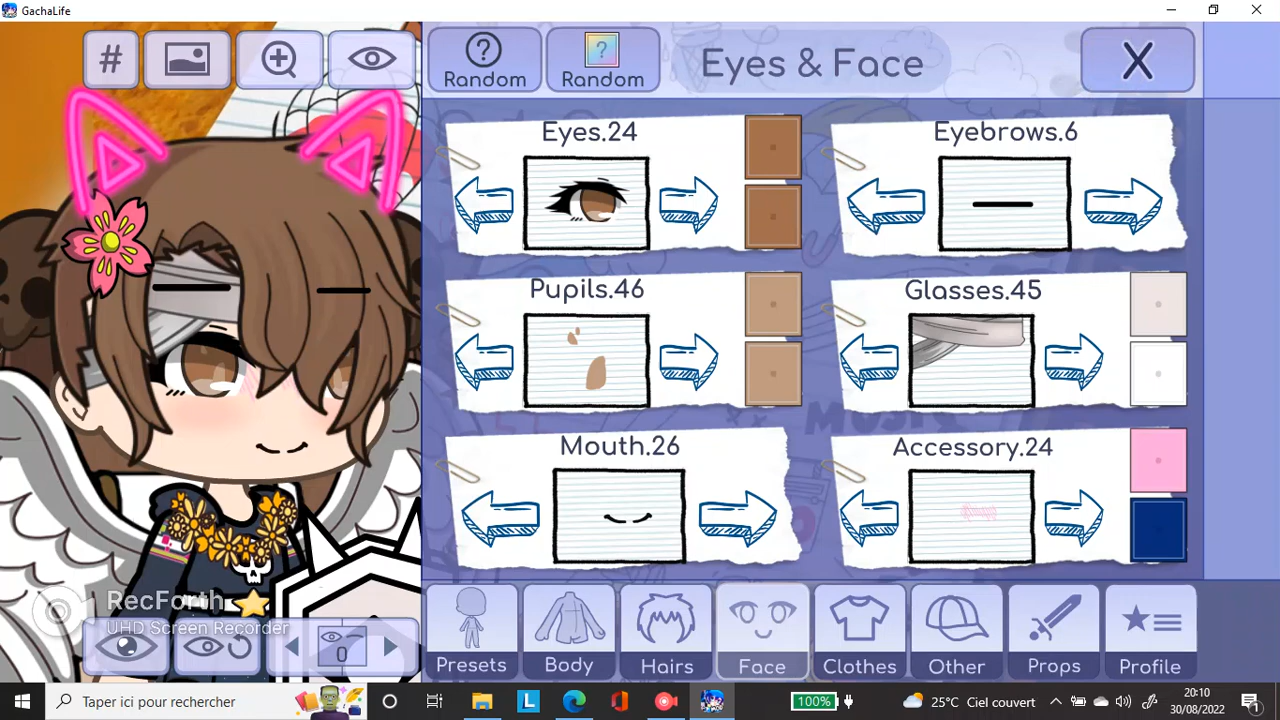 GachaLife
#
? Random
? Random
Eyes & Face
X
Eyes.24
Eyebrows.6
Pupils.46
Glasses.45
Mouth.26
Accessory.24
RecForth
UHD Screen Recorder
0
Presets
Body
Hairs
Face
Clothes
Other
Props
Profile
Taper ici pour rechercher
L
100%
25°C Ciel couvert
20:10
30/08/2022
1